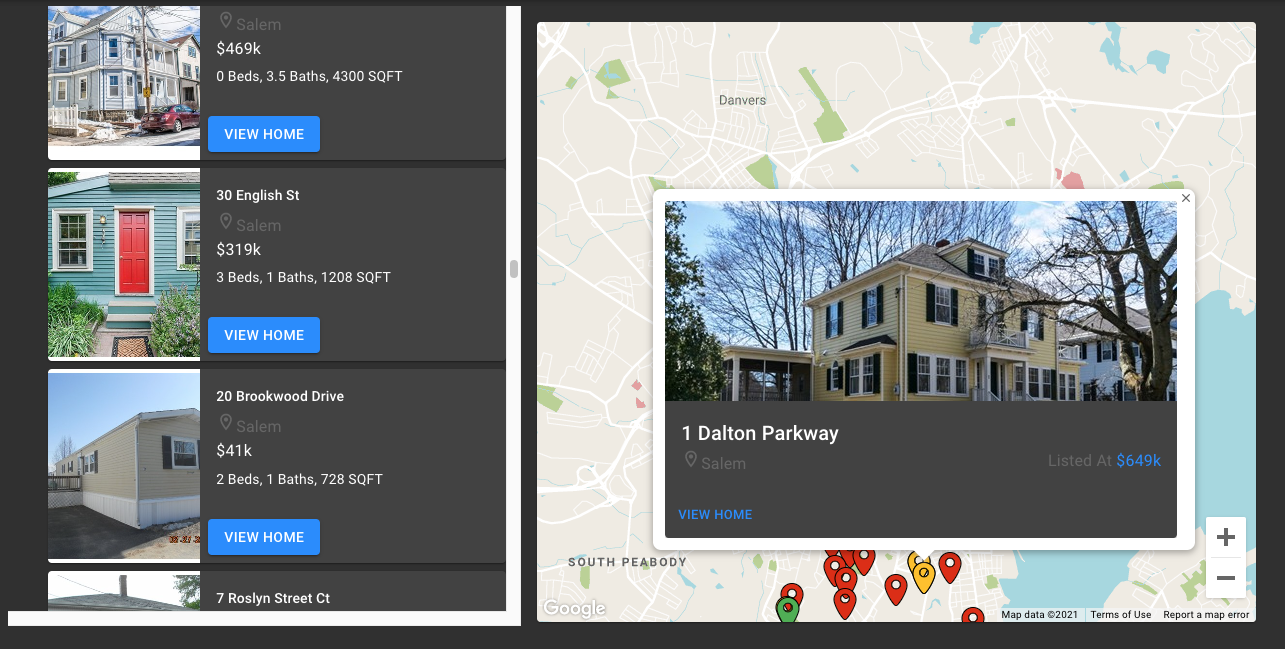 Salem
$469k
0 Beds, 3.5 Baths, 4300 SQFT
VIEW HOME
30 English St
Salem
$319k
3 Beds, 1 Baths, 1208 SQFT
VIEW HOME
20 Brookwood Drive
Salem
$41k
2 Beds, 1 Baths, 728 SQFT
VIEW HOME
7 Roslyn Street Ct
Danvers
×
1 Dalton Parkway
Salem
Listed At $649k
VIEW HOME
SOUTH PEABODY
+
−
Google
Map data ©2021 Terms of Use Report a map error